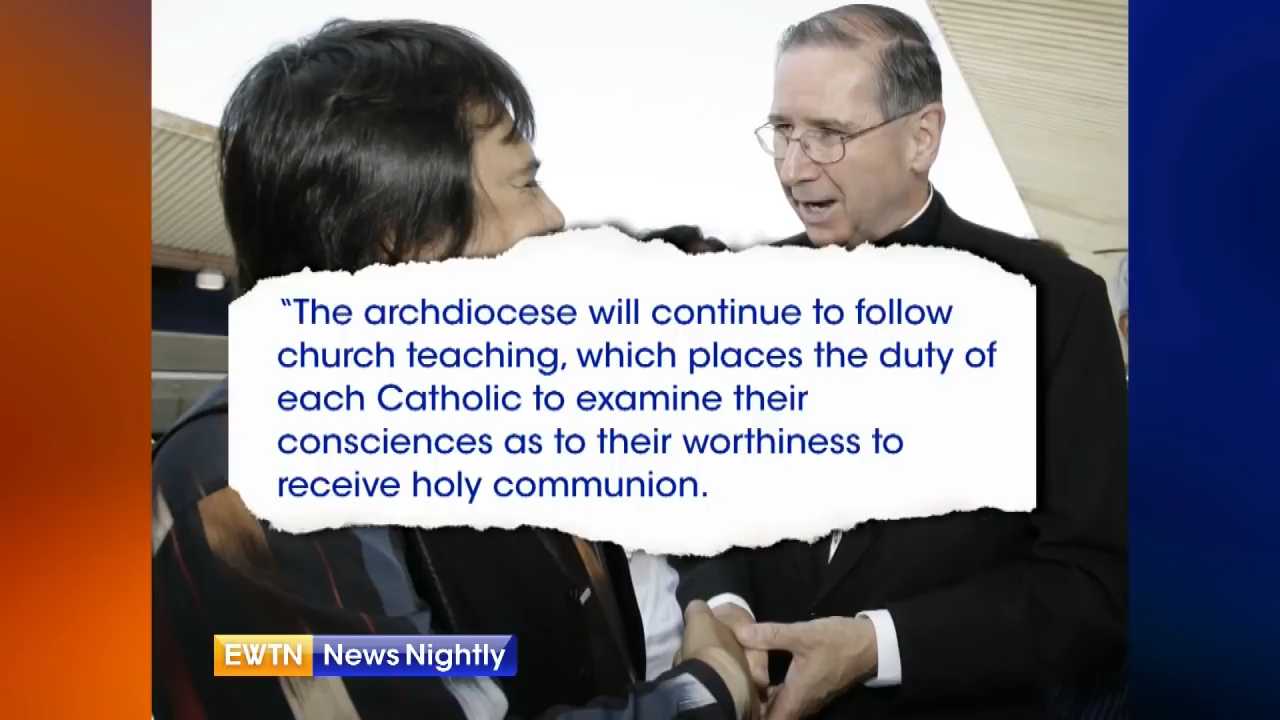 “The archdiocese will continue to follow
church teaching, which places the duty of
each Catholic to examine their
consciences as to their worthiness to
receive holy communion.
EWTN News Nightly